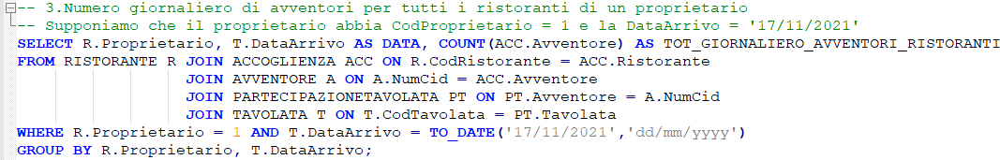 -- 3.Numero giornaliero di avventori per tutti i ristoranti di un proprietario
-- Supponiamo che il proprietario abbia CodProprietario = 1 e la DataArrivo = '17/11/2021'
SELECT R.Proprietario, T.DataArrivo AS DATA, COUNT(ACC.Avventore) AS TOT_GIORNALIERO_AVVENTORI_RISTORANTI
FROM RISTORANTE R JOIN ACCOGLIENZA ACC ON R.CodRistorante = ACC.Ristorante
JOIN AVVENTORE A ON A.NumCid = ACC.Avventore
JOIN PARTECIPAZIONETAVOLATA PT ON PT.Avventore = A.NumCid
JOIN TAVOLATA T ON T.CodTavolata = PT.Tavolata
WHERE R.Proprietario = 1 AND T.DataArrivo = TO_DATE('17/11/2021','dd/mm/yyyy')
GROUP BY R.Proprietario, T.DataArrivo;